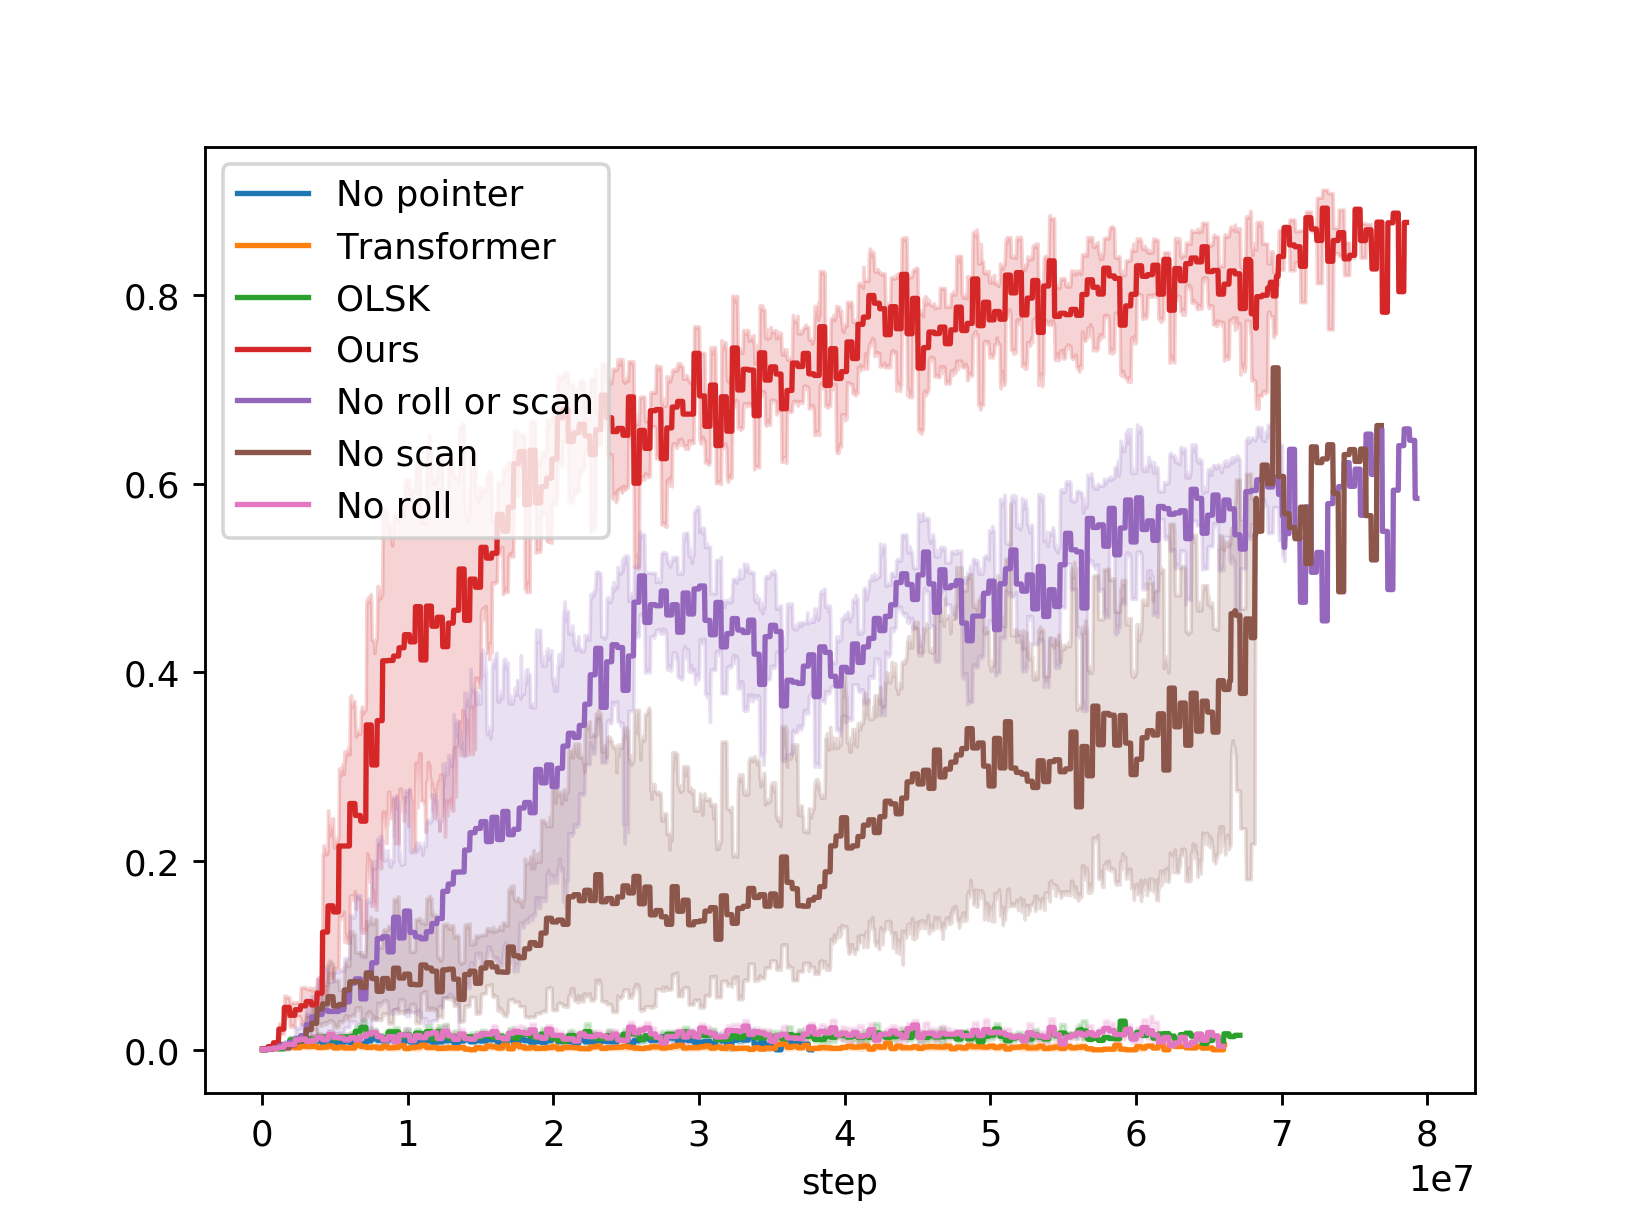 No pointer
Transformer
OLSK
Ours
No roll or scan
No scan
No roll
0.8
0.6
0.4
0.2
0.0
0 1 2 3 4 5 6 7 8
1e7
step